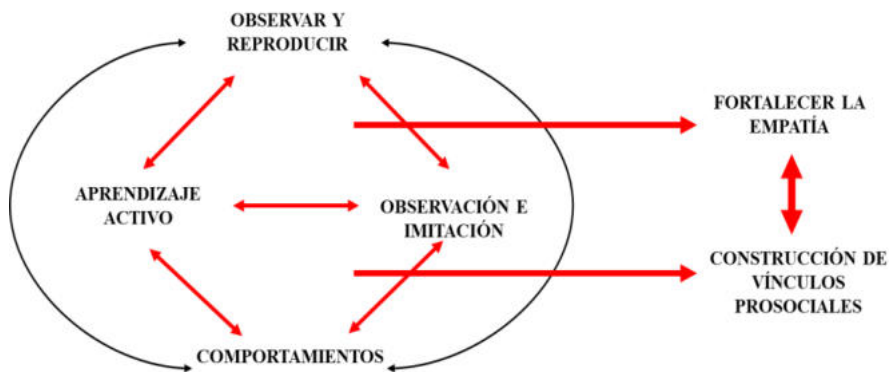 OBSERVAR Y
REPRODUCIR
FORTALECER LA
EMPATÍA
APRENDIZAJE
ACTIVO
OBSERVACIÓN E
IMITACIÓN
CONSTRUCCIÓN DE
VÍNCULOS
PROSOCIALES
COMPORTAMIENTOS